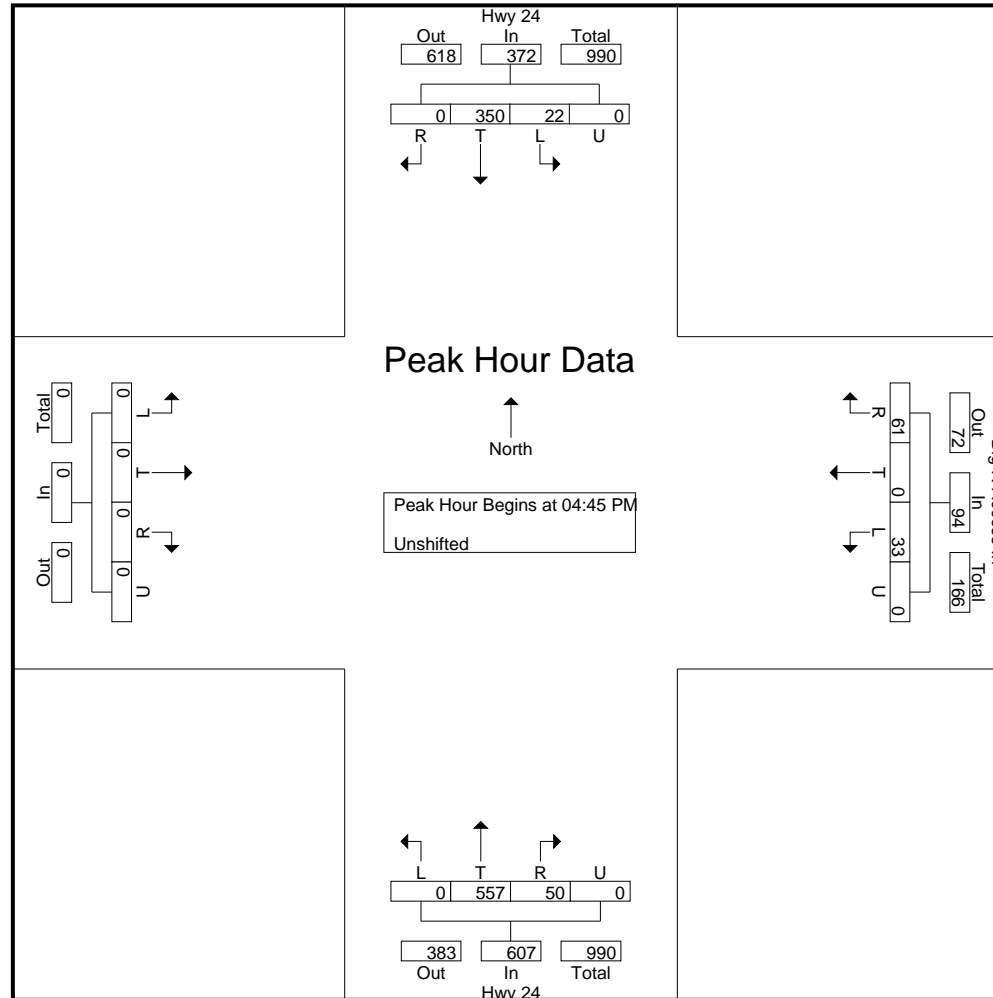 Hwy 24
Out In Total
618 372 990
0 350 22 0
R T L U
Peak Hour Data
North
Peak Hour Begins at 04:45 PM
Unshifted
Total In Out
0 0 0
0 0 0 0
L T R U
R T L U
61 0 33 0
Out In Total
72 94 166
L T R U
0 557 50 0
383 607 990
Out In Total
Hwy 24